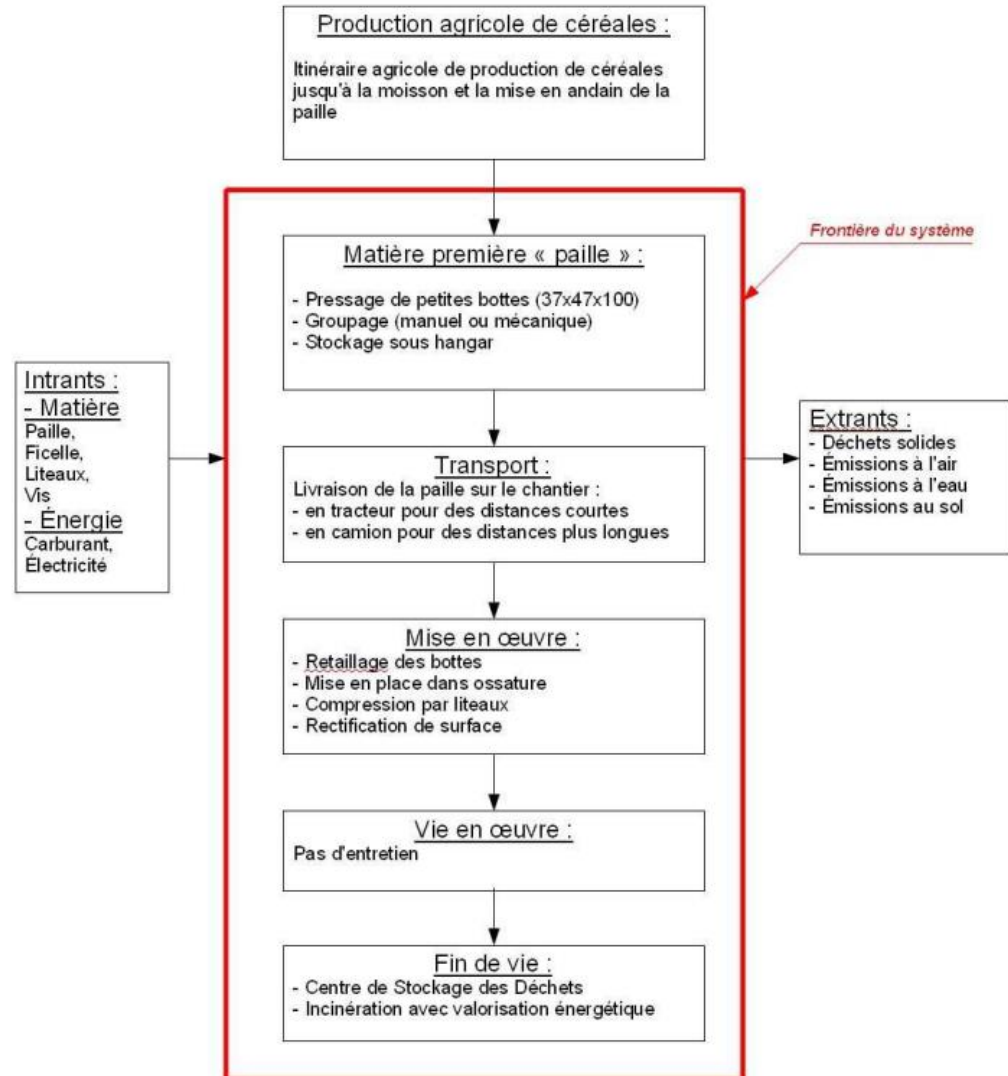 Production agricole de céréales :
Itinéraire agricole de production de céréales
jusqu'à la moisson et la mise en andain de la
paille
Frontière du système
Matière première « paille » :
- Pressage de petites bottes (37x47x100)
- Groupage (manuel ou mécanique)
- Stockage sous hangar
Intrants :
- Matière
Paille,
Ficelle,
Liteaux,
Vis
- Énergie
Carburant,
Électricité
Transport :
Livraison de la paille sur le chantier :
- en tracteur pour des distances courtes
- en camion pour des distances plus longues
Extrants :
- Déchets solides
- Émissions à l'air
- Émissions à l'eau
- Émissions au sol
Mise en œuvre :
- Retaillage des bottes
- Mise en place dans ossature
- Compression par liteaux
- Rectification de surface
Vie en œuvre :
Pas d'entretien
Fin de vie :
- Centre de Stockage des Déchets
- Incinération avec valorisation énergétique